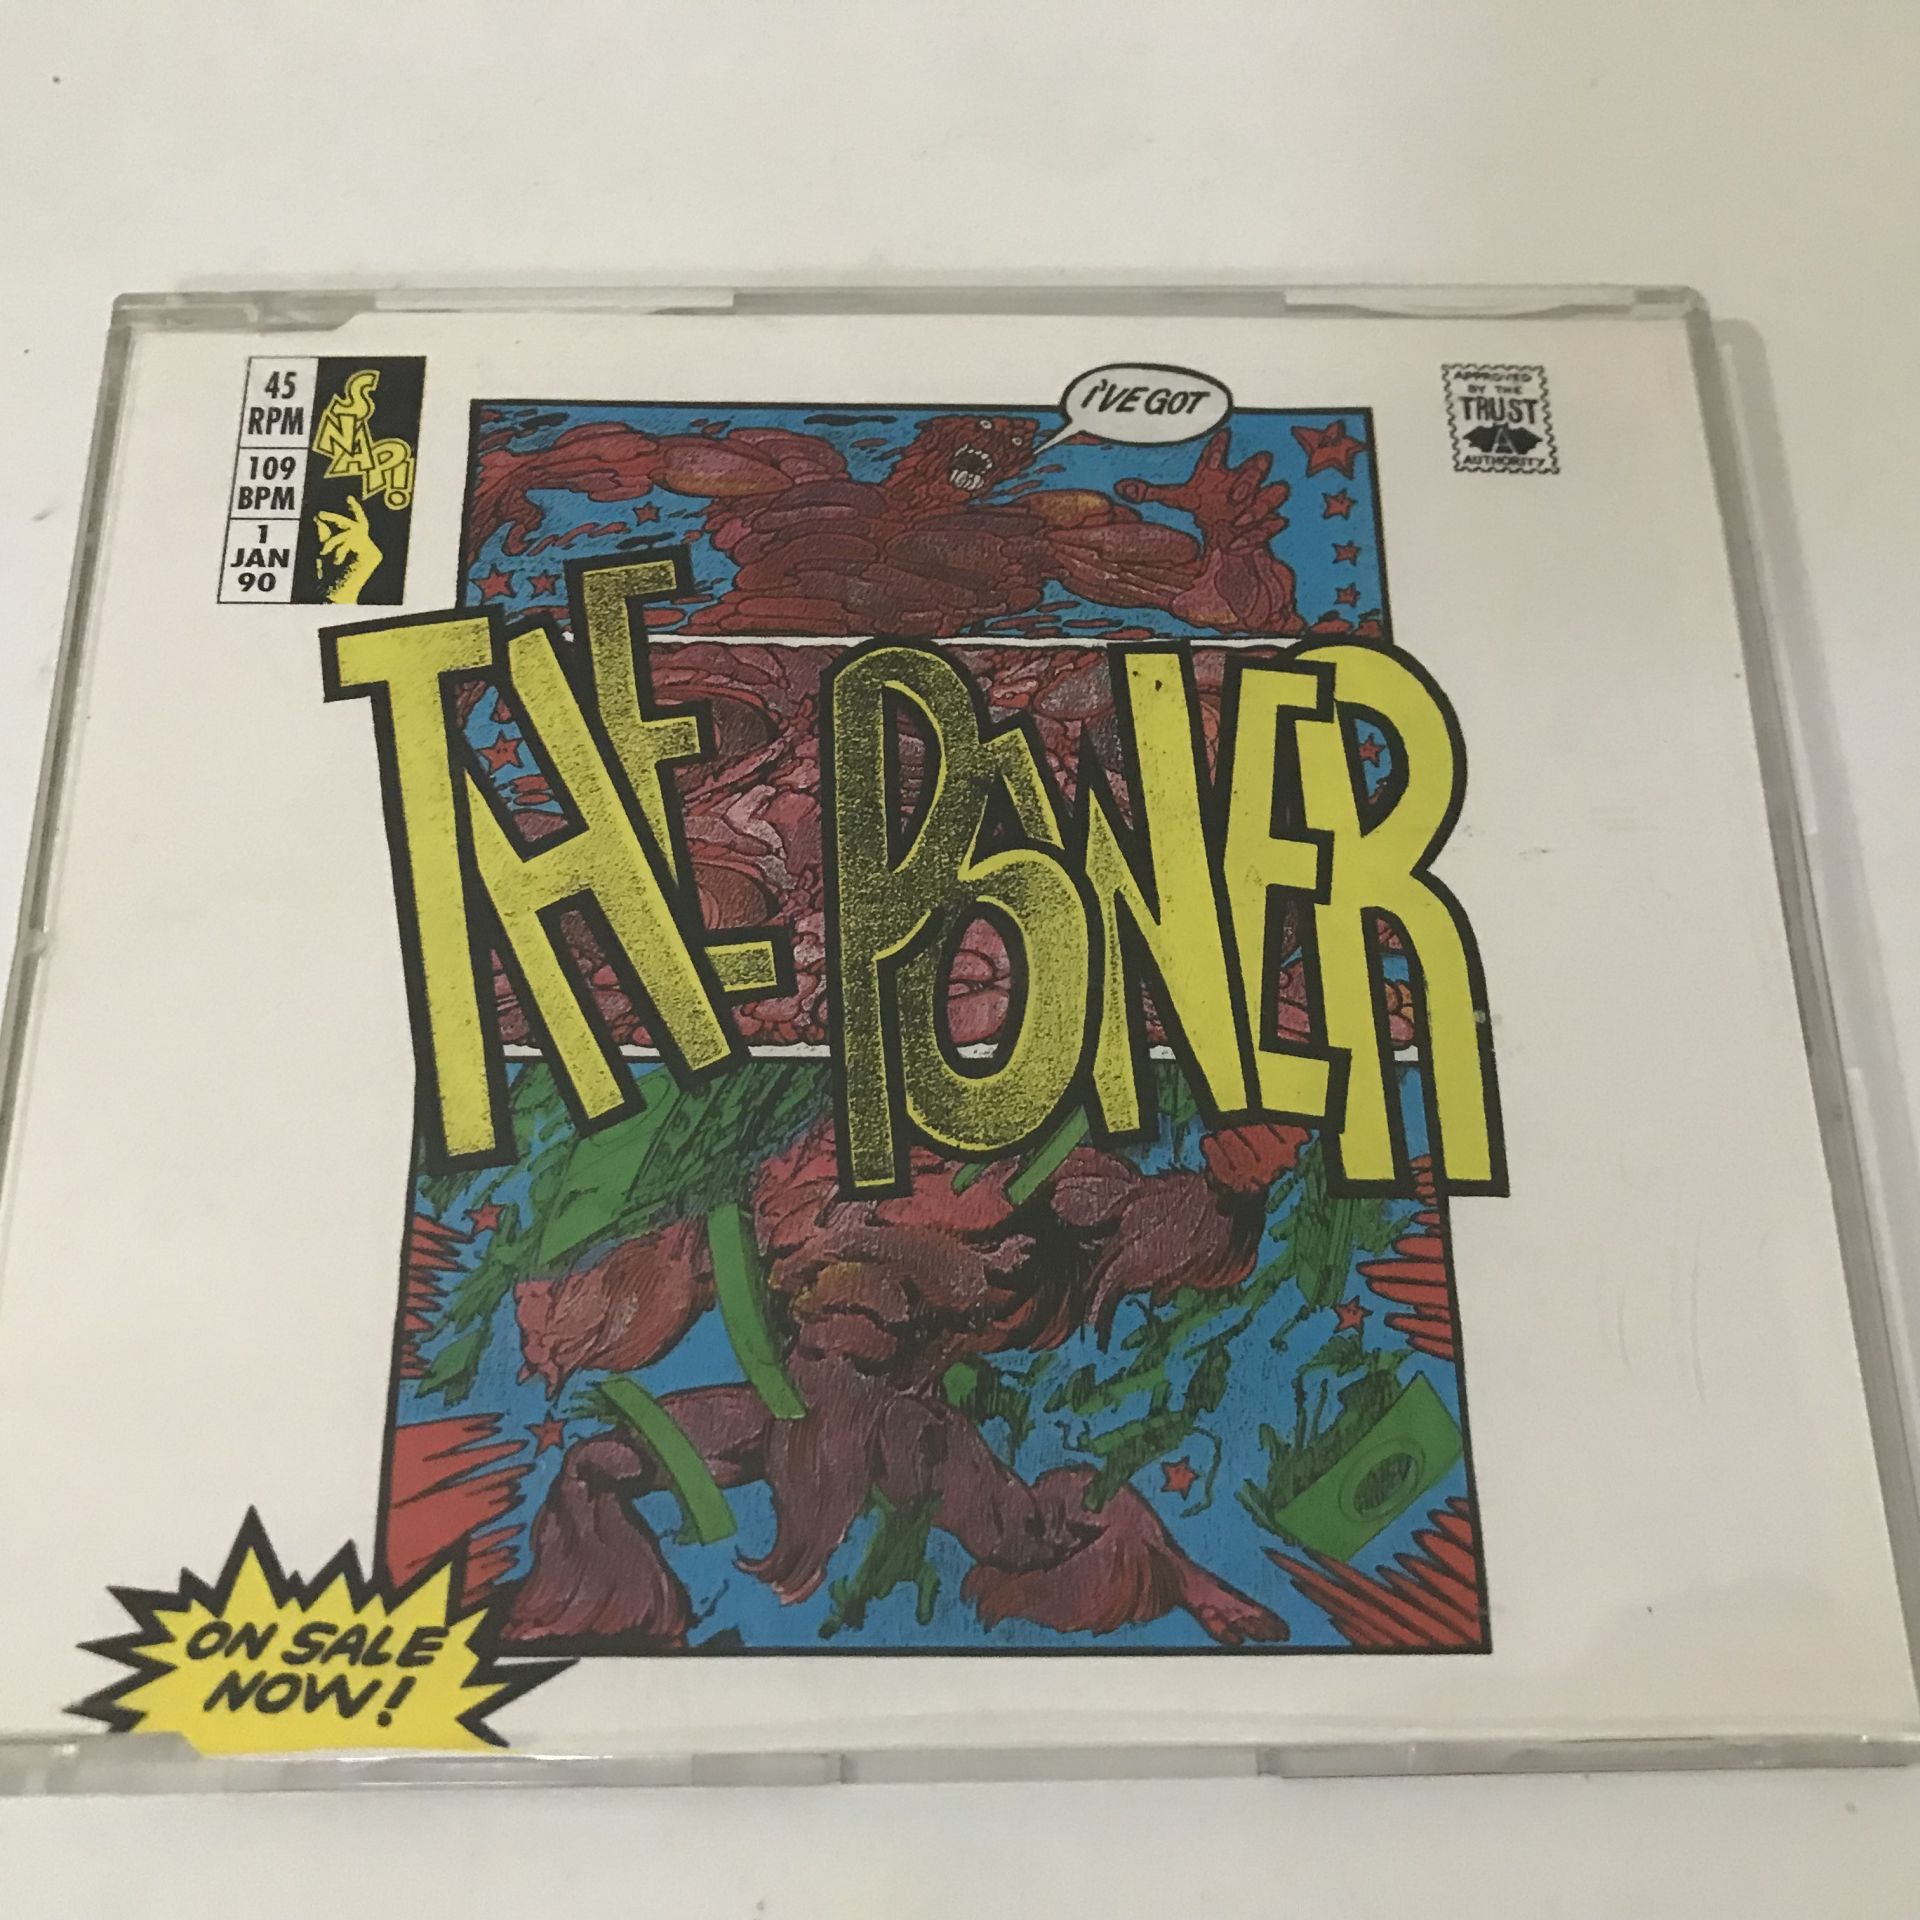 45
RPM
109
BPM
1
JAN
90
SNAP!
I'VE GOT
APPROVED
BY THE
TRUST
AUTHORITY
THE POWER
ON SALE
NOW!